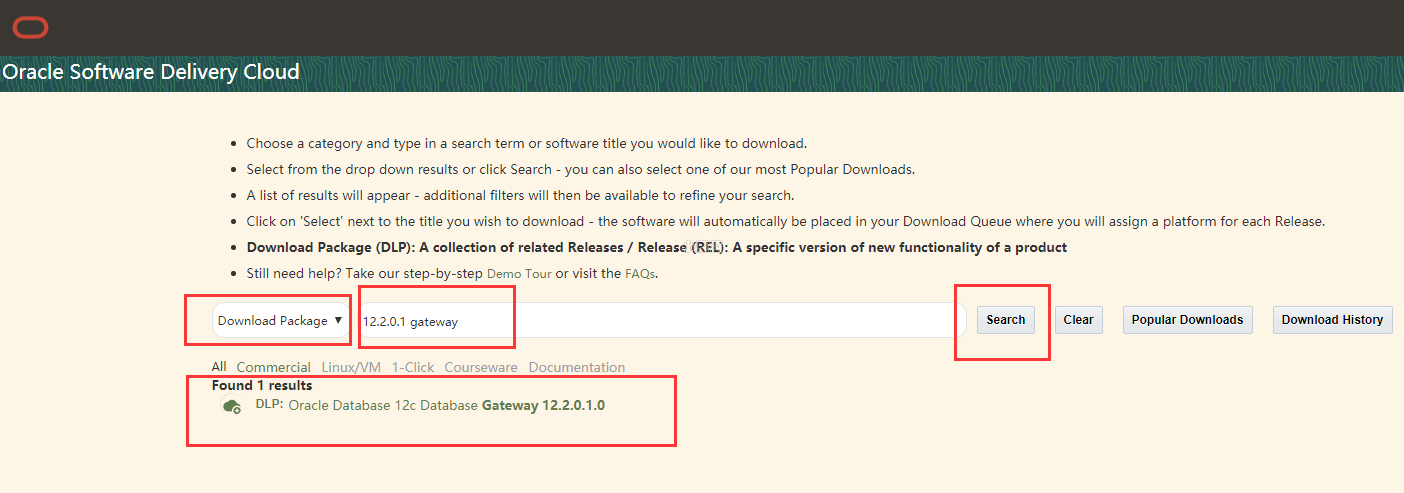 Oracle Software Delivery Cloud
Choose a category and type in a search term or software title you would like to download.
Select from the drop down results or click Search - you can also select one of our most Popular Downloads.
A list of results will appear - additional filters will then be available to refine your search.
Click on 'Select' next to the title you wish to download - the software will automatically be placed in your Download Queue where you will assign a platform for each Release.
Download Package (DLP): A collection of related Releases / Release (REL): A specific version of new functionality of a product
Still need help? Take our step-by-step Demo Tour or visit the FAQs.
Download Package ▼ 12.2.0.1 gateway Search Clear Popular Downloads Download History
All Commercial Linux/VM 1-Click Courseware Documentation
Found 1 results
DLP: Oracle Database 12c Database Gateway 12.2.0.1.0